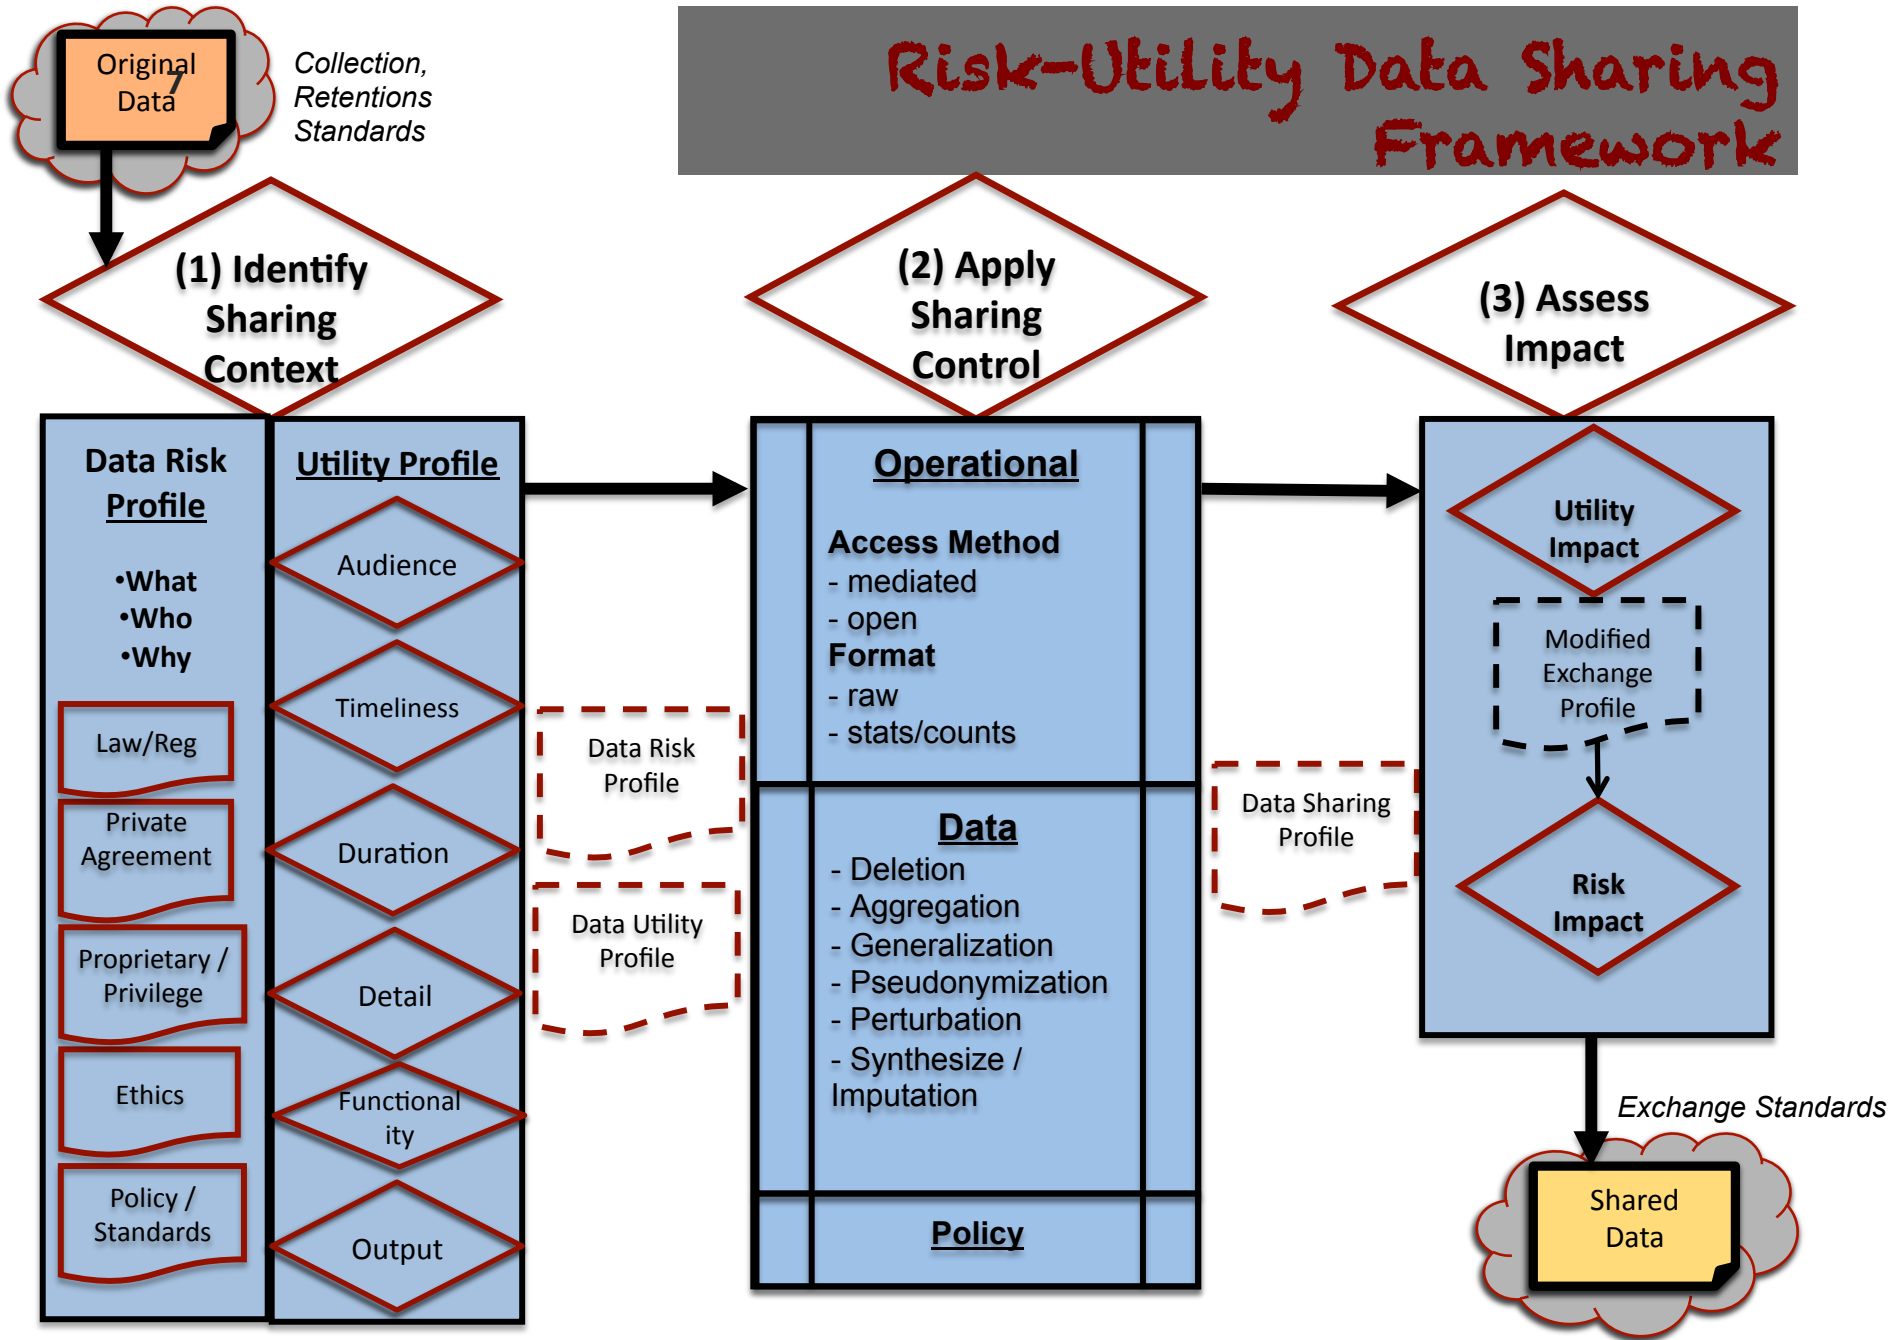 Original
7
Data
Collection,
Retentions
Standards
Risk-Utility Data Sharing
Framework
(1) Identify
Sharing
Context
(2) Apply
Sharing
Control
(3) Assess
Impact
Data Risk
Profile
•What
•Who
•Why
Law/Reg
Private
Agreement
Proprietary /
Privilege
Ethics
Policy /
Standards
Utility Profile
Audience
Timeliness
Duration
Detail
Functional
ity
Output
Data Risk
Profile
Data Utility
Profile
Operational
Access Method
- mediated
- open
Format
- raw
- stats/counts
Data
- Deletion
- Aggregation
- Generalization
- Pseudonymization
- Perturbation
- Synthesize /
Imputation
Policy
Data Sharing
Profile
Utility
Impact
Modified
Exchange
Profile
Risk
Impact
Exchange Standards
Shared
Data